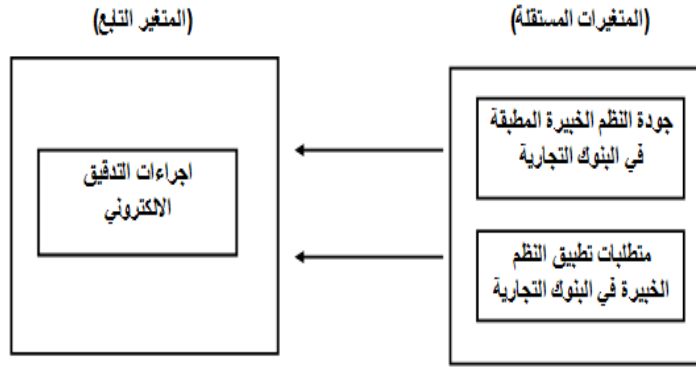 (المتغيرات المستقلة)
(المتغير التابع)
جودة النظم الخبيرة المطبقة
في البنوك التجارية
اجراءات التدقيق
الالكتروني
متطلبات تطبيق النظم
الخبيرة في البنوك التجارية